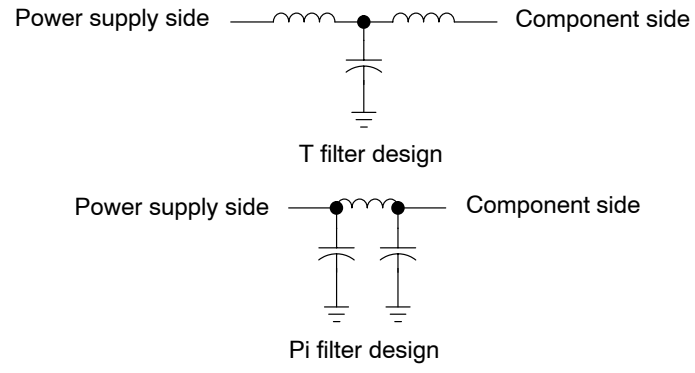 Power supply side
Component side
T filter design
Power supply side
Component side
Pi filter design